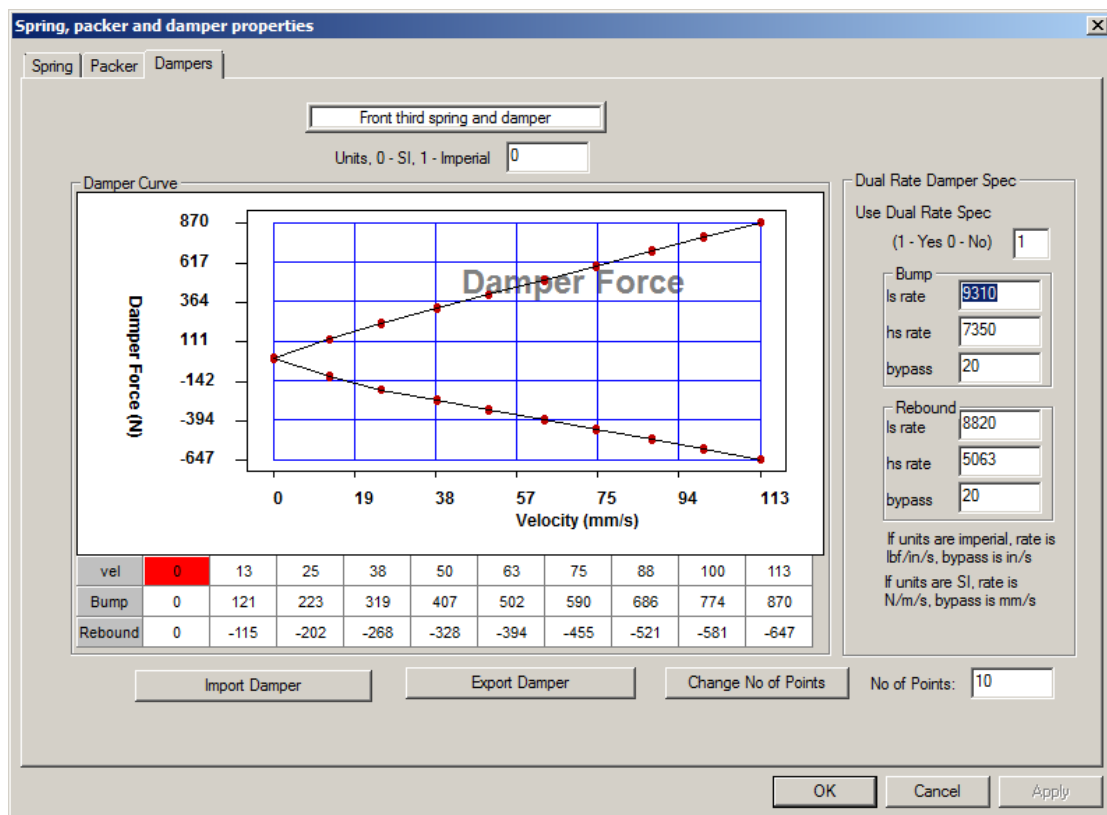 Spring, packer and damper properties
Spring Packer Dampers
Front third spring and damper
Units, 0 - SI, 1 - Imperial 0
Damper Curve
Damper Force
Damper Force (N)
870
617
364
111
-142
-394
-647
0 19 38 57 75 94 113
Velocity (mm/s)
vel 0 13 25 38 50 63 75 88 100 113
Bump 0 121 223 319 407 502 590 686 774 870
Rebound 0 -115 -202 -268 -328 -394 -455 -521 -581 -647
Dual Rate Damper Spec
Use Dual Rate Spec
(1 - Yes 0 - No) 1
Bump
ls rate 9310
hs rate 7350
bypass 20
Rebound
ls rate 8820
hs rate 5063
bypass 20
If units are imperial, rate is
lbf/in/s, bypass is in/s
If units are SI, rate is
N/m/s, bypass is mm/s
Import Damper Export Damper Change No of Points No of Points: 10
OK Cancel Apply